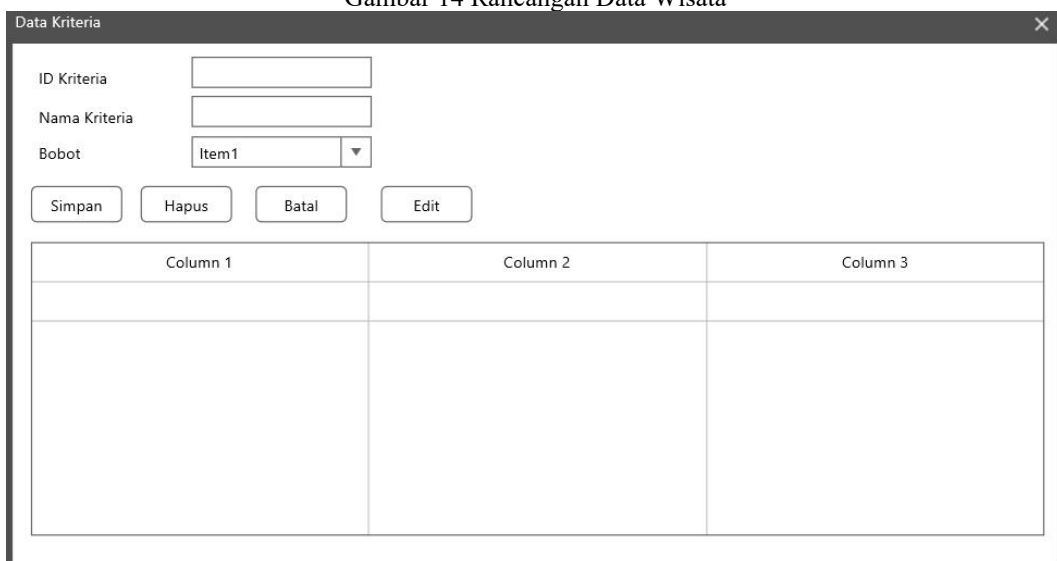 Gambar 14 Rancangan Data Wisata
Data Kriteria
ID Kriteria
Nama Kriteria
Bobot Item1
Simpan Hapus Batal Edit
Column 1 Column 2 Column 3